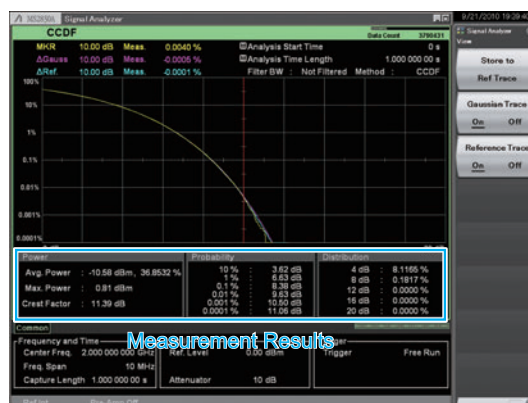 MS2850A Signal Analyzer
9/21/2010 19:29:40
CCDF
Data Count 3790431
MKR 10.00 dB Meas. 0.0040 %
Analysis Start Time 0 s
ΔGauss 10.00 dB Meas. -0.0005 %
Analysis Time Length 1.000 000 00 s
ΔRef. 10.00 dB Meas. -0.0001 %
Filter BW : Not Filtered Method : CCDF
100%
10%
1%
0.1%
0.01%
0.001%
0.0001%
Power
Avg. Power : -10.58 dBm, 36.8532 %
Max. Power : 0.81 dBm
Crest Factor : 11.39 dB
Probability
10 % : 3.62 dB
1 % : 6.63 dB
0.1 % : 8.38 dB
0.01 % : 9.63 dB
0.001 % : 10.50 dB
0.0001 % : 11.06 dB
Distribution
4 dB : 8.1165 %
8 dB : 0.1817 %
12 dB : 0.0000 %
16 dB : 0.0000 %
20 dB : 0.0000 %
Common
Measurement Results
Frequency and Time
Center Freq. 2.000 000 000 GHz
Freq. Span 10 MHz
Capture Length 1.000 000 00 s
Ref. Level 0.00 dBm
Attenuator 10 dB
Trigger Free Run
Ref.Int Pre-Amp Off
Signal Analyzer
View
Store to
Ref Trace
Gaussian Trace
On Off
Reference Trace
On Off